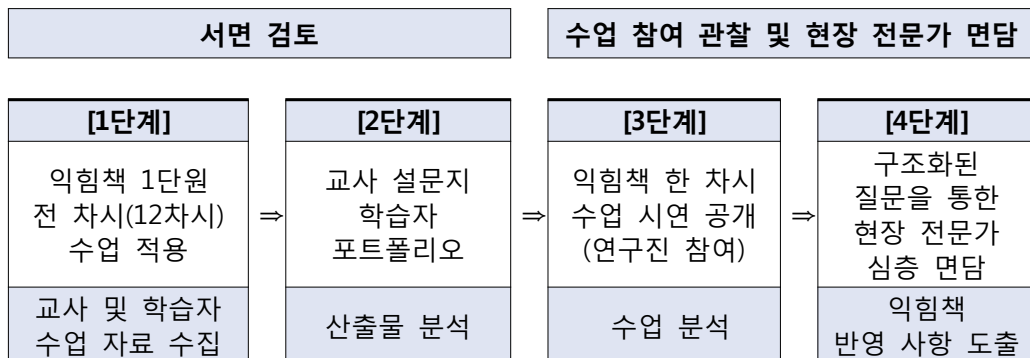 서면 검토
수업 참여 관찰 및 현장 전문가 면담
[1단계]
익힘책 1단원
전 차시(12차시)
수업 적용
교사 및 학습자
수업 자료 수집
⇒
[2단계]
교사 설문지
학습자
포트폴리오
산출물 분석
⇒
[3단계]
익힘책 한 차시
수업 시연 공개
(연구진 참여)
수업 분석
⇒
[4단계]
구조화된
질문을 통한
현장 전문가
심층 면담
익힘책
반영 사항 도출